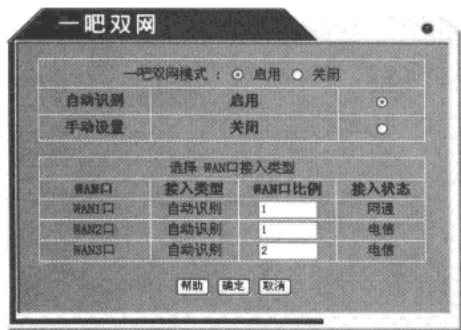 一吧双网
一吧双网模式 : 启用 关闭
自动识别 启用
手动设置 关闭
选择 WAN口接入类型
WAN口 接入类型 WAN口比例 接入状态
WAN1口 自动识别 1 网通
WAN2口 自动识别 1 电信
WAN3口 自动识别 2 电信
帮助 确定 取消